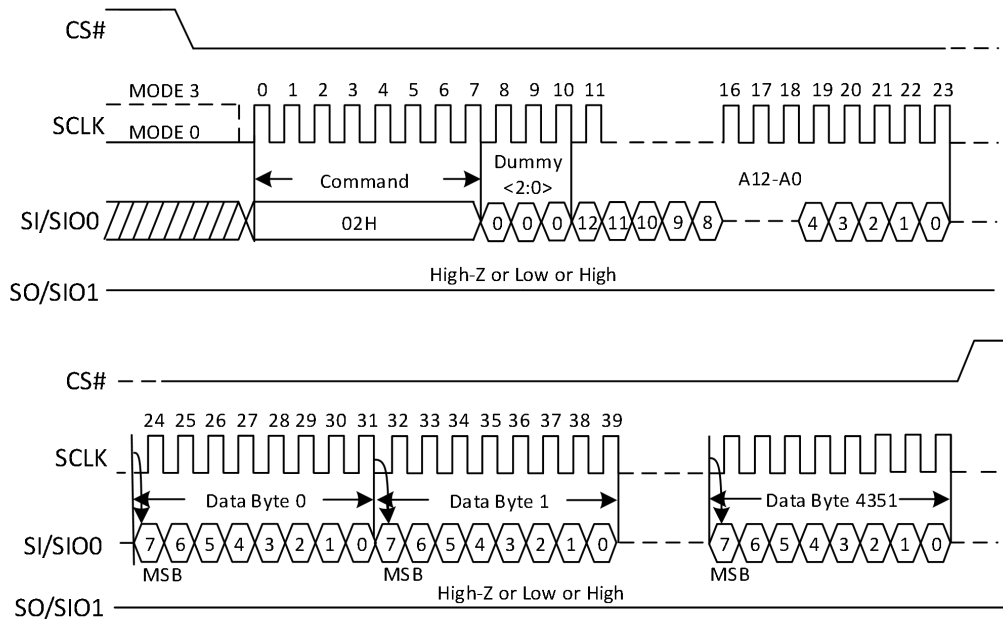 CS#
MODE 3 0 1 2 3 4 5 6 7 8 9 10 11 16 17 18 19 20 21 22 23
SCLK MODE 0
Dummy
Command <2:0> A12-A0
SI/SIO0 02H 0 0 0 12 11 10 9 8 4 3 2 1 0
High-Z or Low or High
SO/SIO1
CS#
24 25 26 27 28 29 30 31 32 33 34 35 36 37 38 39
SCLK
Data Byte 0 Data Byte 1 Data Byte 4351
SI/SIO0 7 6 5 4 3 2 1 0 7 6 5 4 3 2 1 0 7 6 5 4 3 2 1 0
MSB MSB MSB
High-Z or Low or High
SO/SIO1